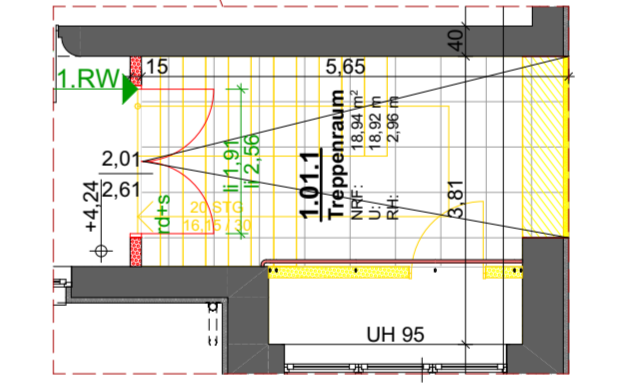 40
15
5,65
1.RW
2,01
2,61
+4,24
rd+s
li 1,91
li 2,56
20 STG
16,15 / 30
1.01.1
Treppenraum
NRF: 18,94 m²
U: 18,92 m
RH: 2,96 m
3,81
UH 95